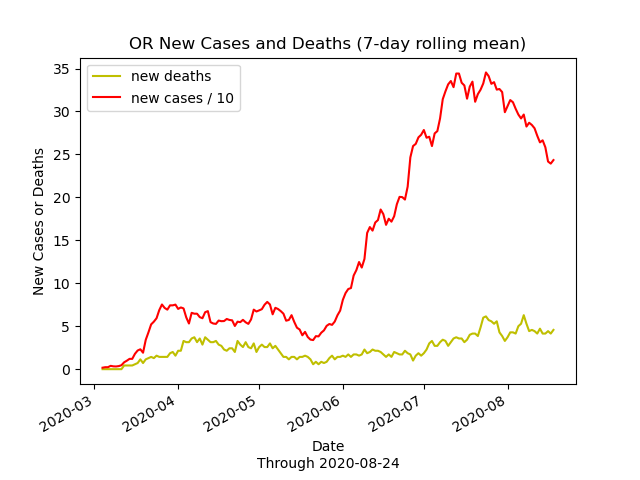 OR New Cases and Deaths (7-day rolling mean)
new deaths
new cases / 10
35
30
25
20
15
10
5
0
New Cases or Deaths
2020-03
2020-04
2020-05
2020-06
2020-07
2020-08
Date
Through 2020-08-24